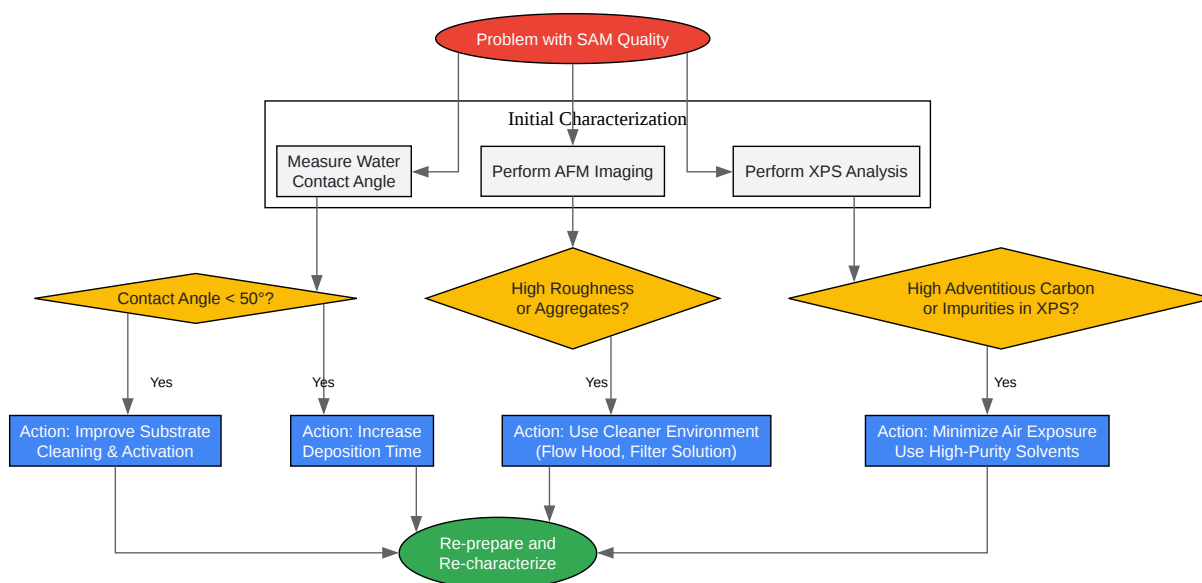 Problem with SAM Quality
Initial Characterization
Measure Water
Contact Angle
Perform AFM Imaging
Perform XPS Analysis
Contact Angle < 50°?
High Roughness
or Aggregates?
High Adventitious Carbon
or Impurities in XPS?
Yes
Yes
Yes
Yes
Action: Improve Substrate
Cleaning & Activation
Action: Increase
Deposition Time
Action: Use Cleaner Environment
(Flow Hood, Filter Solution)
Action: Minimize Air Exposure
Use High-Purity Solvents
Re-prepare and
Re-characterize